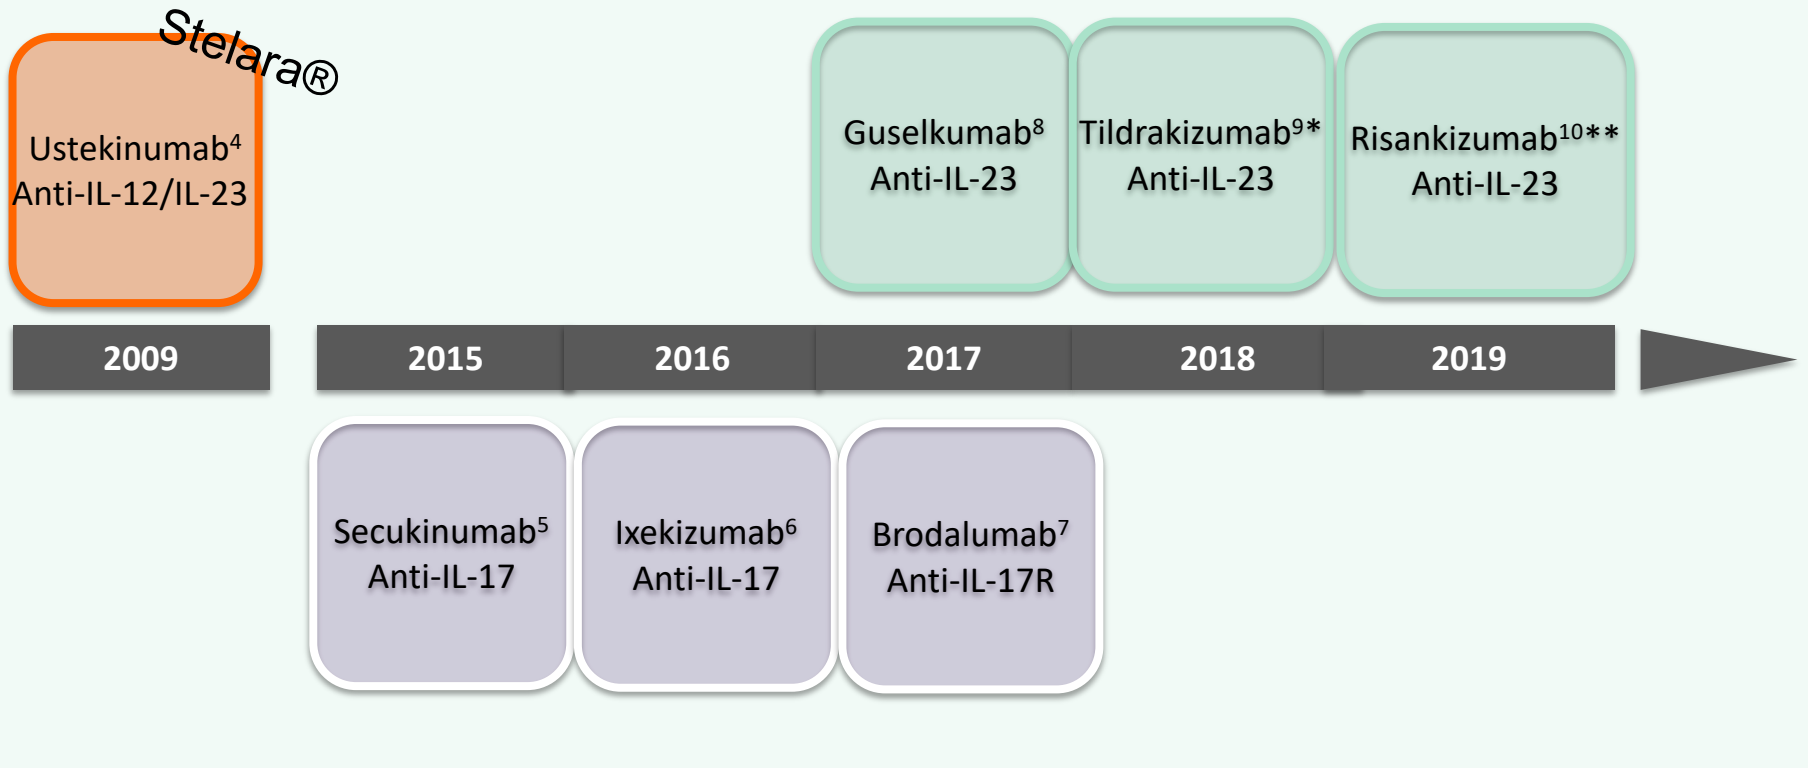 Stelara®
Ustekinumab⁴
Anti-IL-12/IL-23
Guselkumab⁸
Anti-IL-23
Tildrakizumab⁹*
Anti-IL-23
Risankizumab¹⁰**
Anti-IL-23
2009
2015
2016
2017
2018
2019
Secukinumab⁵
Anti-IL-17
Ixekizumab⁶
Anti-IL-17
Brodalumab⁷
Anti-IL-17R